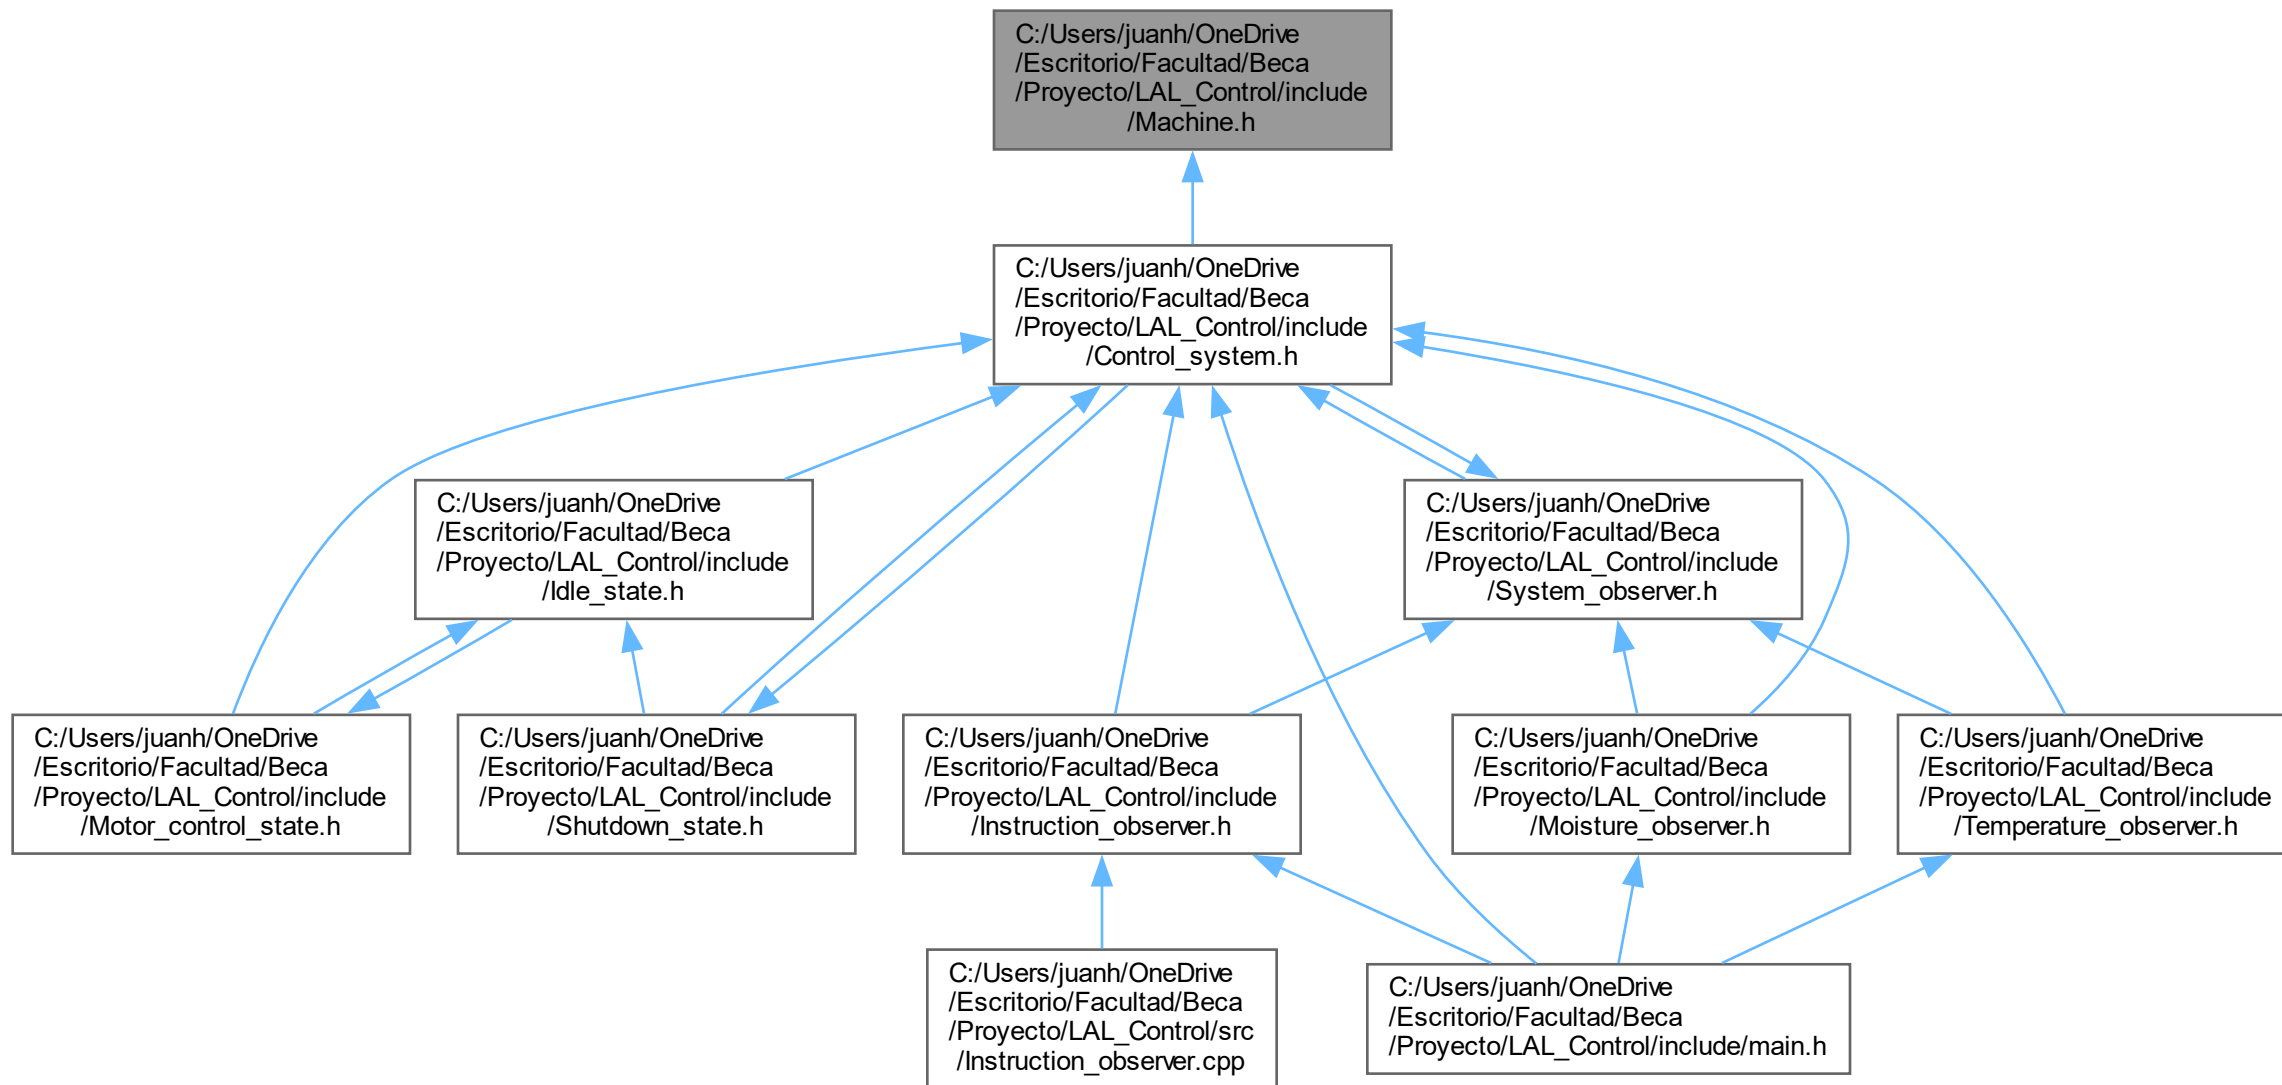 C:/Users/juanh/OneDrive
/Escritorio/Facultad/Beca
/Proyecto/LAL_Control/include
/Machine.h
C:/Users/juanh/OneDrive
/Escritorio/Facultad/Beca
/Proyecto/LAL_Control/include
/Control_system.h
C:/Users/juanh/OneDrive
/Escritorio/Facultad/Beca
/Proyecto/LAL_Control/include
/Idle_state.h
C:/Users/juanh/OneDrive
/Escritorio/Facultad/Beca
/Proyecto/LAL_Control/include
/System_observer.h
C:/Users/juanh/OneDrive
/Escritorio/Facultad/Beca
/Proyecto/LAL_Control/include
/Motor_control_state.h
C:/Users/juanh/OneDrive
/Escritorio/Facultad/Beca
/Proyecto/LAL_Control/include
/Shutdown_state.h
C:/Users/juanh/OneDrive
/Escritorio/Facultad/Beca
/Proyecto/LAL_Control/include
/Instruction_observer.h
C:/Users/juanh/OneDrive
/Escritorio/Facultad/Beca
/Proyecto/LAL_Control/include
/Moisture_observer.h
C:/Users/juanh/OneDrive
/Escritorio/Facultad/Beca
/Proyecto/LAL_Control/include
/Temperature_observer.h
C:/Users/juanh/OneDrive
/Escritorio/Facultad/Beca
/Proyecto/LAL_Control/src
/Instruction_observer.cpp
C:/Users/juanh/OneDrive
/Escritorio/Facultad/Beca
/Proyecto/LAL_Control/include/main.h